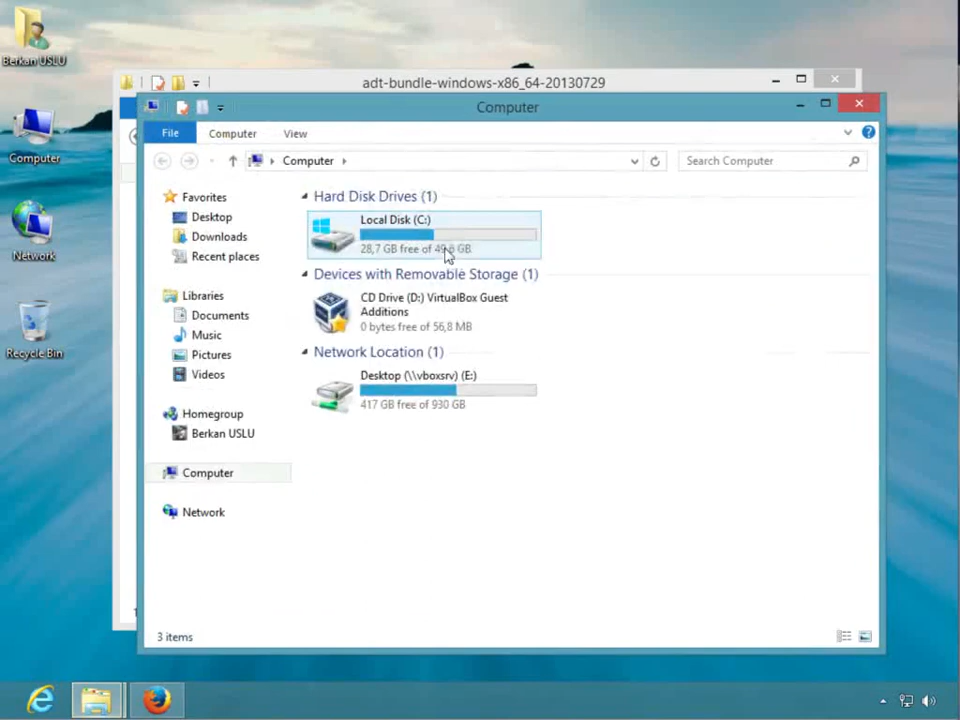 Berkan USLU
Computer
Network
Recycle Bin
adt-bundle-windows-x86_64-20130729
Computer
File
Computer
View
Computer
Search Computer
Favorites
Desktop
Downloads
Recent places
Libraries
Documents
Music
Pictures
Videos
Homegroup
Berkan USLU
Computer
Network
Hard Disk Drives (1)
Local Disk (C:)
28,7 GB free of GB
Devices with Removable Storage (1)
CD Drive (D:) VirtualBox Guest
Additions
0 bytes free of 56,8 MB
Network Location (1)
Desktop (\\vboxsrv) (E:)
417 GB free of 930 GB
3 items